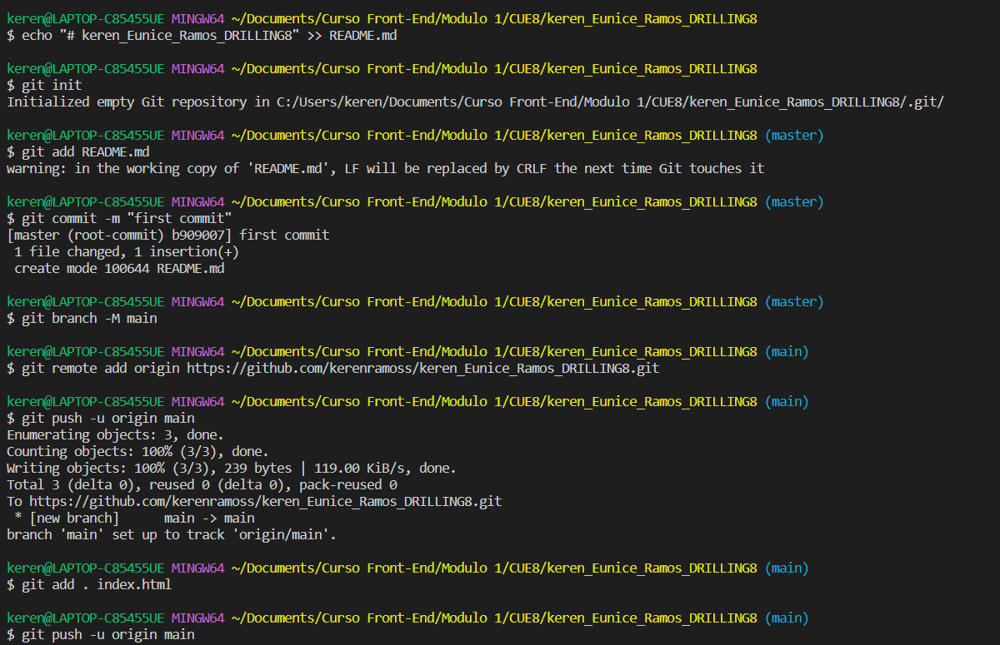 keren@LAPTOP-C85455UE MINGW64 ~/Documents/Curso Front-End/Modulo 1/CUE8/keren_Eunice_Ramos_DRILLING8
$ echo "# keren_Eunice_Ramos_DRILLING8" >> README.md
keren@LAPTOP-C85455UE MINGW64 ~/Documents/Curso Front-End/Modulo 1/CUE8/keren_Eunice_Ramos_DRILLING8
$ git init
Initialized empty Git repository in C:/Users/keren/Documents/Curso Front-End/Modulo 1/CUE8/keren_Eunice_Ramos_DRILLING8/.git/
keren@LAPTOP-C85455UE MINGW64 ~/Documents/Curso Front-End/Modulo 1/CUE8/keren_Eunice_Ramos_DRILLING8 (master)
$ git add README.md
warning: in the working copy of 'README.md', LF will be replaced by CRLF the next time Git touches it
keren@LAPTOP-C85455UE MINGW64 ~/Documents/Curso Front-End/Modulo 1/CUE8/keren_Eunice_Ramos_DRILLING8 (master)
$ git commit -m "first commit"
[master (root-commit) b909007] first commit
 1 file changed, 1 insertion(+)
 create mode 100644 README.md
keren@LAPTOP-C85455UE MINGW64 ~/Documents/Curso Front-End/Modulo 1/CUE8/keren_Eunice_Ramos_DRILLING8 (master)
$ git branch -M main
keren@LAPTOP-C85455UE MINGW64 ~/Documents/Curso Front-End/Modulo 1/CUE8/keren_Eunice_Ramos_DRILLING8 (main)
$ git remote add origin https://github.com/kerenramoss/keren_Eunice_Ramos_DRILLING8.git
keren@LAPTOP-C85455UE MINGW64 ~/Documents/Curso Front-End/Modulo 1/CUE8/keren_Eunice_Ramos_DRILLING8 (main)
$ git push -u origin main
Enumerating objects: 3, done.
Counting objects: 100% (3/3), done.
Writing objects: 100% (3/3), 239 bytes | 119.00 KiB/s, done.
Total 3 (delta 0), reused 0 (delta 0), pack-reused 0
To https://github.com/kerenramoss/keren_Eunice_Ramos_DRILLING8.git
 * [new branch]      main -> main
branch 'main' set up to track 'origin/main'.
keren@LAPTOP-C85455UE MINGW64 ~/Documents/Curso Front-End/Modulo 1/CUE8/keren_Eunice_Ramos_DRILLING8 (main)
$ git add . index.html
keren@LAPTOP-C85455UE MINGW64 ~/Documents/Curso Front-End/Modulo 1/CUE8/keren_Eunice_Ramos_DRILLING8 (main)
$ git push -u origin main